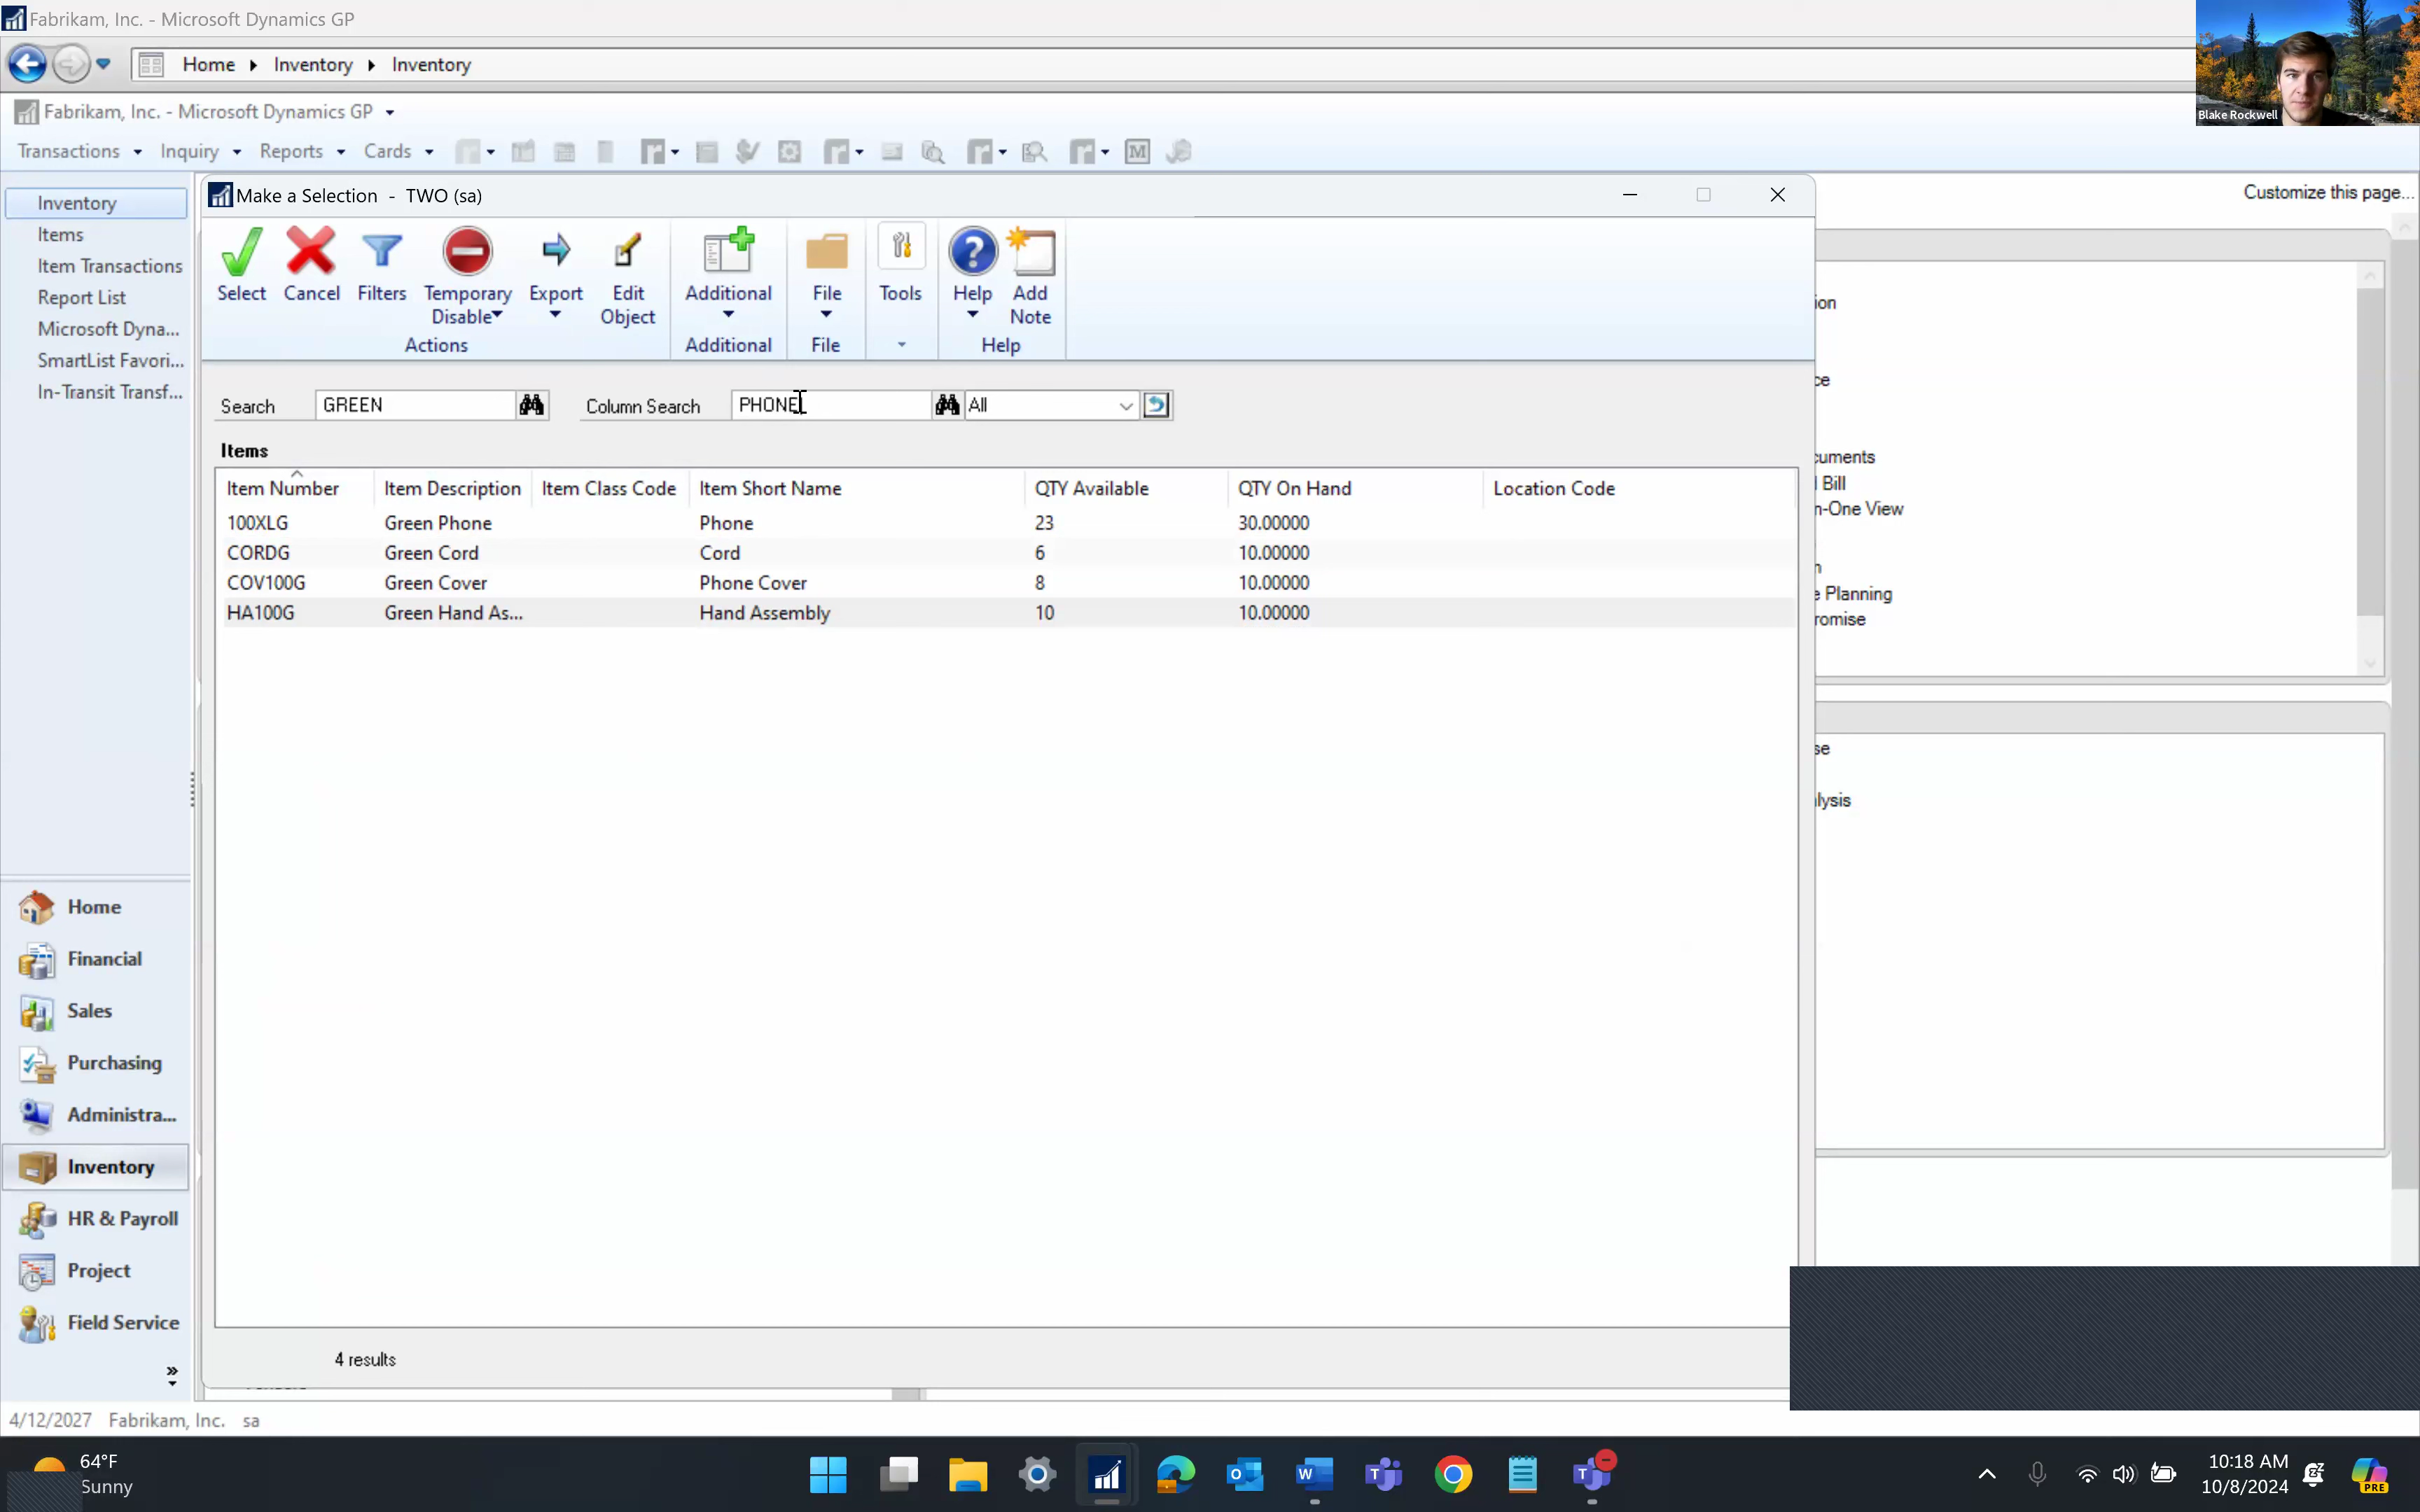 Fabrikam, Inc. - Microsoft Dynamics GP
Home Inventory Inventory
Blake Rockwell
Fabrikam, Inc. - Microsoft Dynamics GP
Transactions Inquiry Reports Cards
M
Customize this page...
Make a Selection - TWO (sa)
Select Cancel Filters Temporary Disable Export Edit Object Additional File Tools Help Add Note
Actions Additional File Help
Search GREEN Column Search PHONE All
Items
Item Number Item Description Item Class Code Item Short Name QTY Available QTY On Hand Location Code
100XLG Green Phone Phone 23 30.00000
CORDG Green Cord Cord 6 10.00000
COV100G Green Cover Phone Cover 8 10.00000
HA100G Green Hand As... Hand Assembly 10 10.00000
4 results
Inventory
Items
Item Transactions
Report List
Microsoft Dyna...
SmartList Favori...
In-Transit Transf...
Home
Financial
Sales
Purchasing
Administra...
Inventory
HR & Payroll
Project
Field Service
ion
ce
cuments
Bill
n-One View
n
e Planning
romise
se
lysis
4/12/2027 Fabrikam, Inc. sa
64°F
Sunny
10:18 AM
10/8/2024
PRE